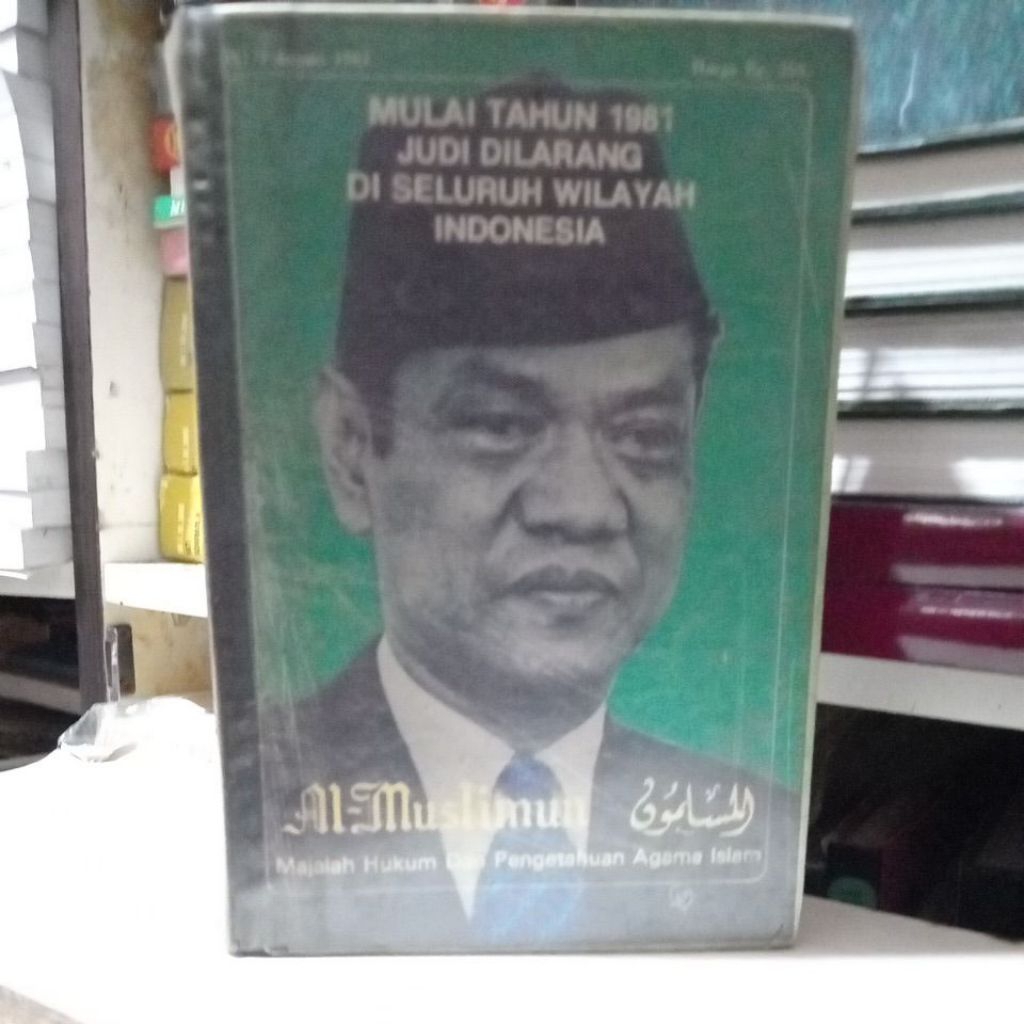 MULAI TAHUN 1981
JUDI DILARANG
DI SELURUH WILAYAH
INDONESIA
Al-Muslimun المسلمون
Majalah Hukum Dan Pengetahuan Agama Islam